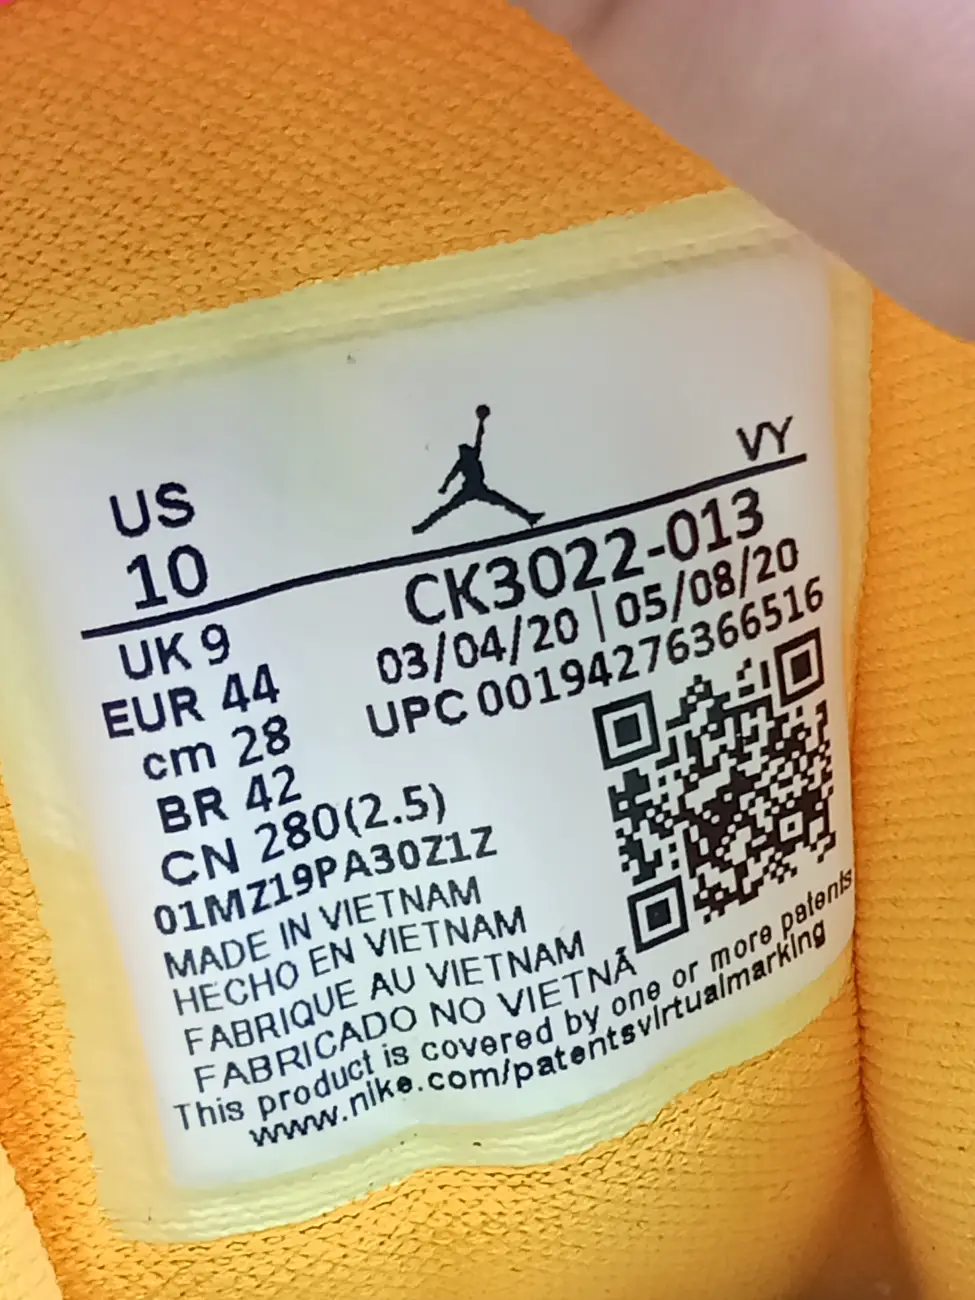 US
10
VY
CK3022-013
03/04/20 | 05/08/20
UPC 00194276366516
UK 9
EUR 44
cm 28
BR 42
CN 280(2.5)
01MZ19PA30Z1Z
MADE IN VIETNAM
HECHO EN VIETNAM
FABRIQUE AU VIETNAM
FABRICADO NO VIETNÃ
This product is covered by one or more patents
www.nike.com/patentsvirtualmarking